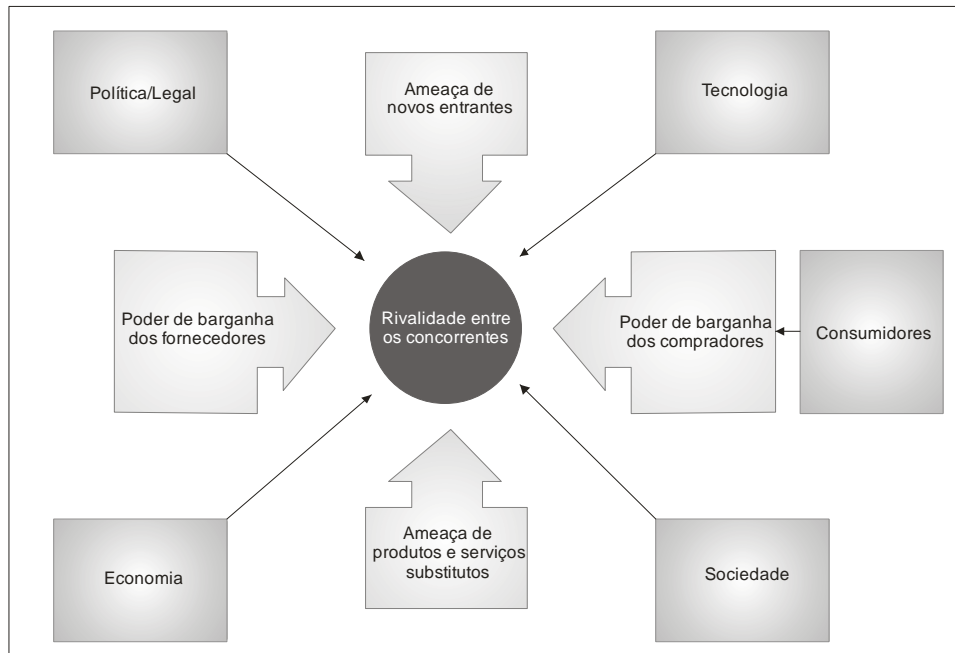 Política/Legal
Ameaça de
novos entrantes
Tecnologia
Poder de barganha
dos fornecedores
Rivalidade entre
os concorrentes
Poder de barganha
dos compradores
Consumidores
Economia
Ameaça de
produtos e serviços
substitutos
Sociedade